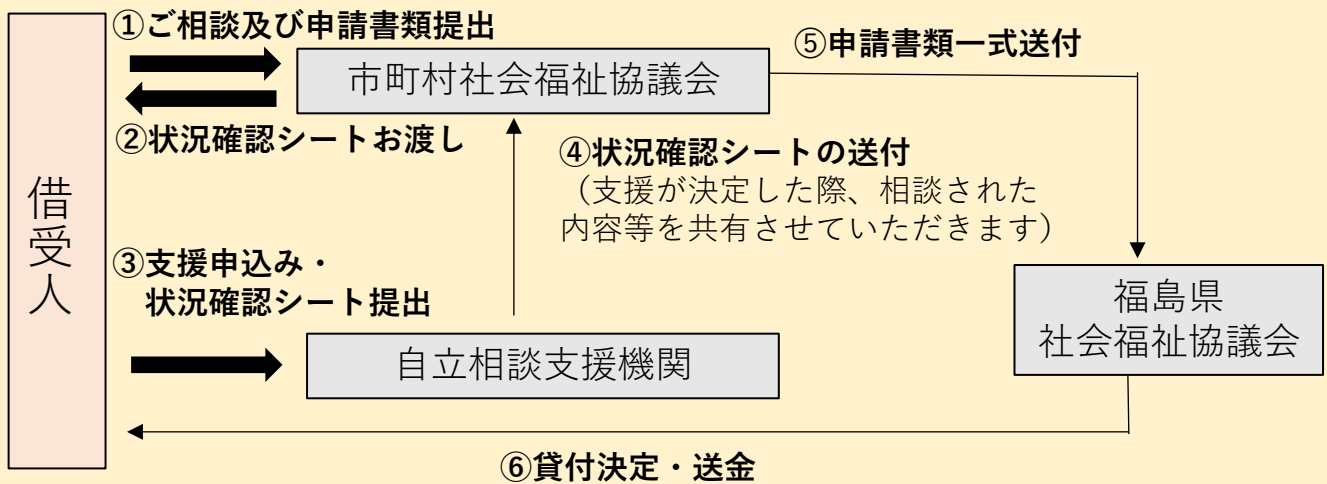 ①ご相談及び申請書類提出
⑤申請書類一式送付
市町村社会福祉協議会
②状況確認シートお渡し
④状況確認シートの送付
（支援が決定した際、相談された
内容等を共有させていただきます）
借受人
③支援申込み・
状況確認シート提出
福島県
社会福祉協議会
自立相談支援機関
⑥貸付決定・送金